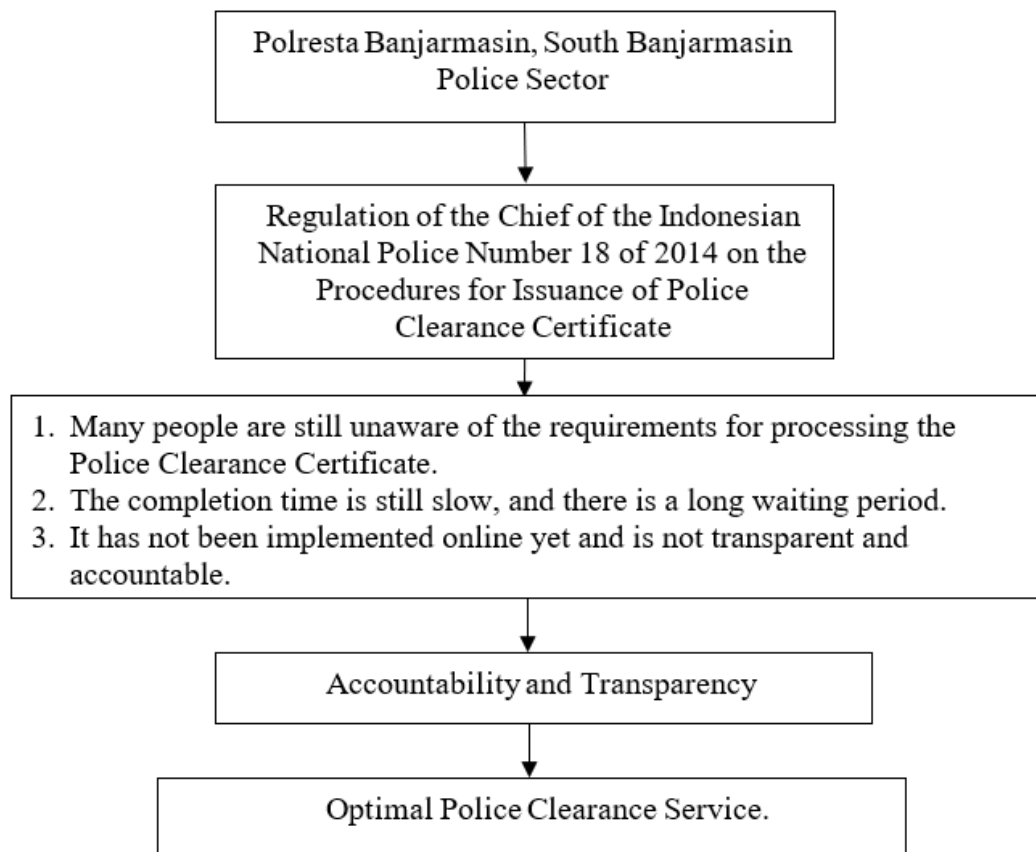 Polresta Banjarmasin, South Banjarmasin
Police Sector
Regulation of the Chief of the Indonesian
National Police Number 18 of 2014 on the
Procedures for Issuance of Police
Clearance Certificate
1. Many people are still unaware of the requirements for processing the
Police Clearance Certificate.
2. The completion time is still slow, and there is a long waiting period.
3. It has not been implemented online yet and is not transparent and
accountable.
Accountability and Transparency
Optimal Police Clearance Service.